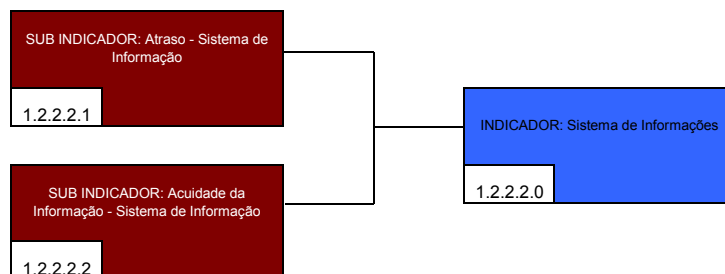 SUB INDICADOR: Atraso - Sistema de
Informação
1.2.2.2.1
INDICADOR: Sistema de Informações
1.2.2.2.0
SUB INDICADOR: Acuidade da
Informação - Sistema de Informação
1.2.2.2.2